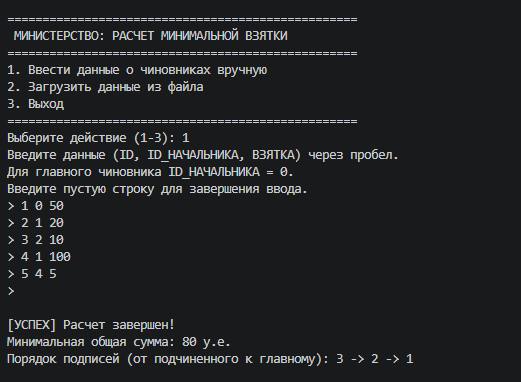 ==================================================
МИНИСТЕРСТВО: РАСЧЕТ МИНИМАЛЬНОЙ ВЗЯТКИ
==================================================
1. Ввести данные о чиновниках вручную
2. Загрузить данные из файла
3. Выход
==================================================
Выберите действие (1-3): 1
Введите данные (ID, ID_НАЧАЛЬНИКА, ВЗЯТКА) через пробел.
Для главного чиновника ID_НАЧАЛЬНИКА = 0.
Введите пустую строку для завершения ввода.
> 1 0 50
> 2 1 20
> 3 2 10
> 4 1 100
> 5 4 5
>
[УСПЕХ] Расчет завершен!
Минимальная общая сумма: 80 у.е.
Порядок подписей (от подчиненного к главному): 3 -> 2 -> 1